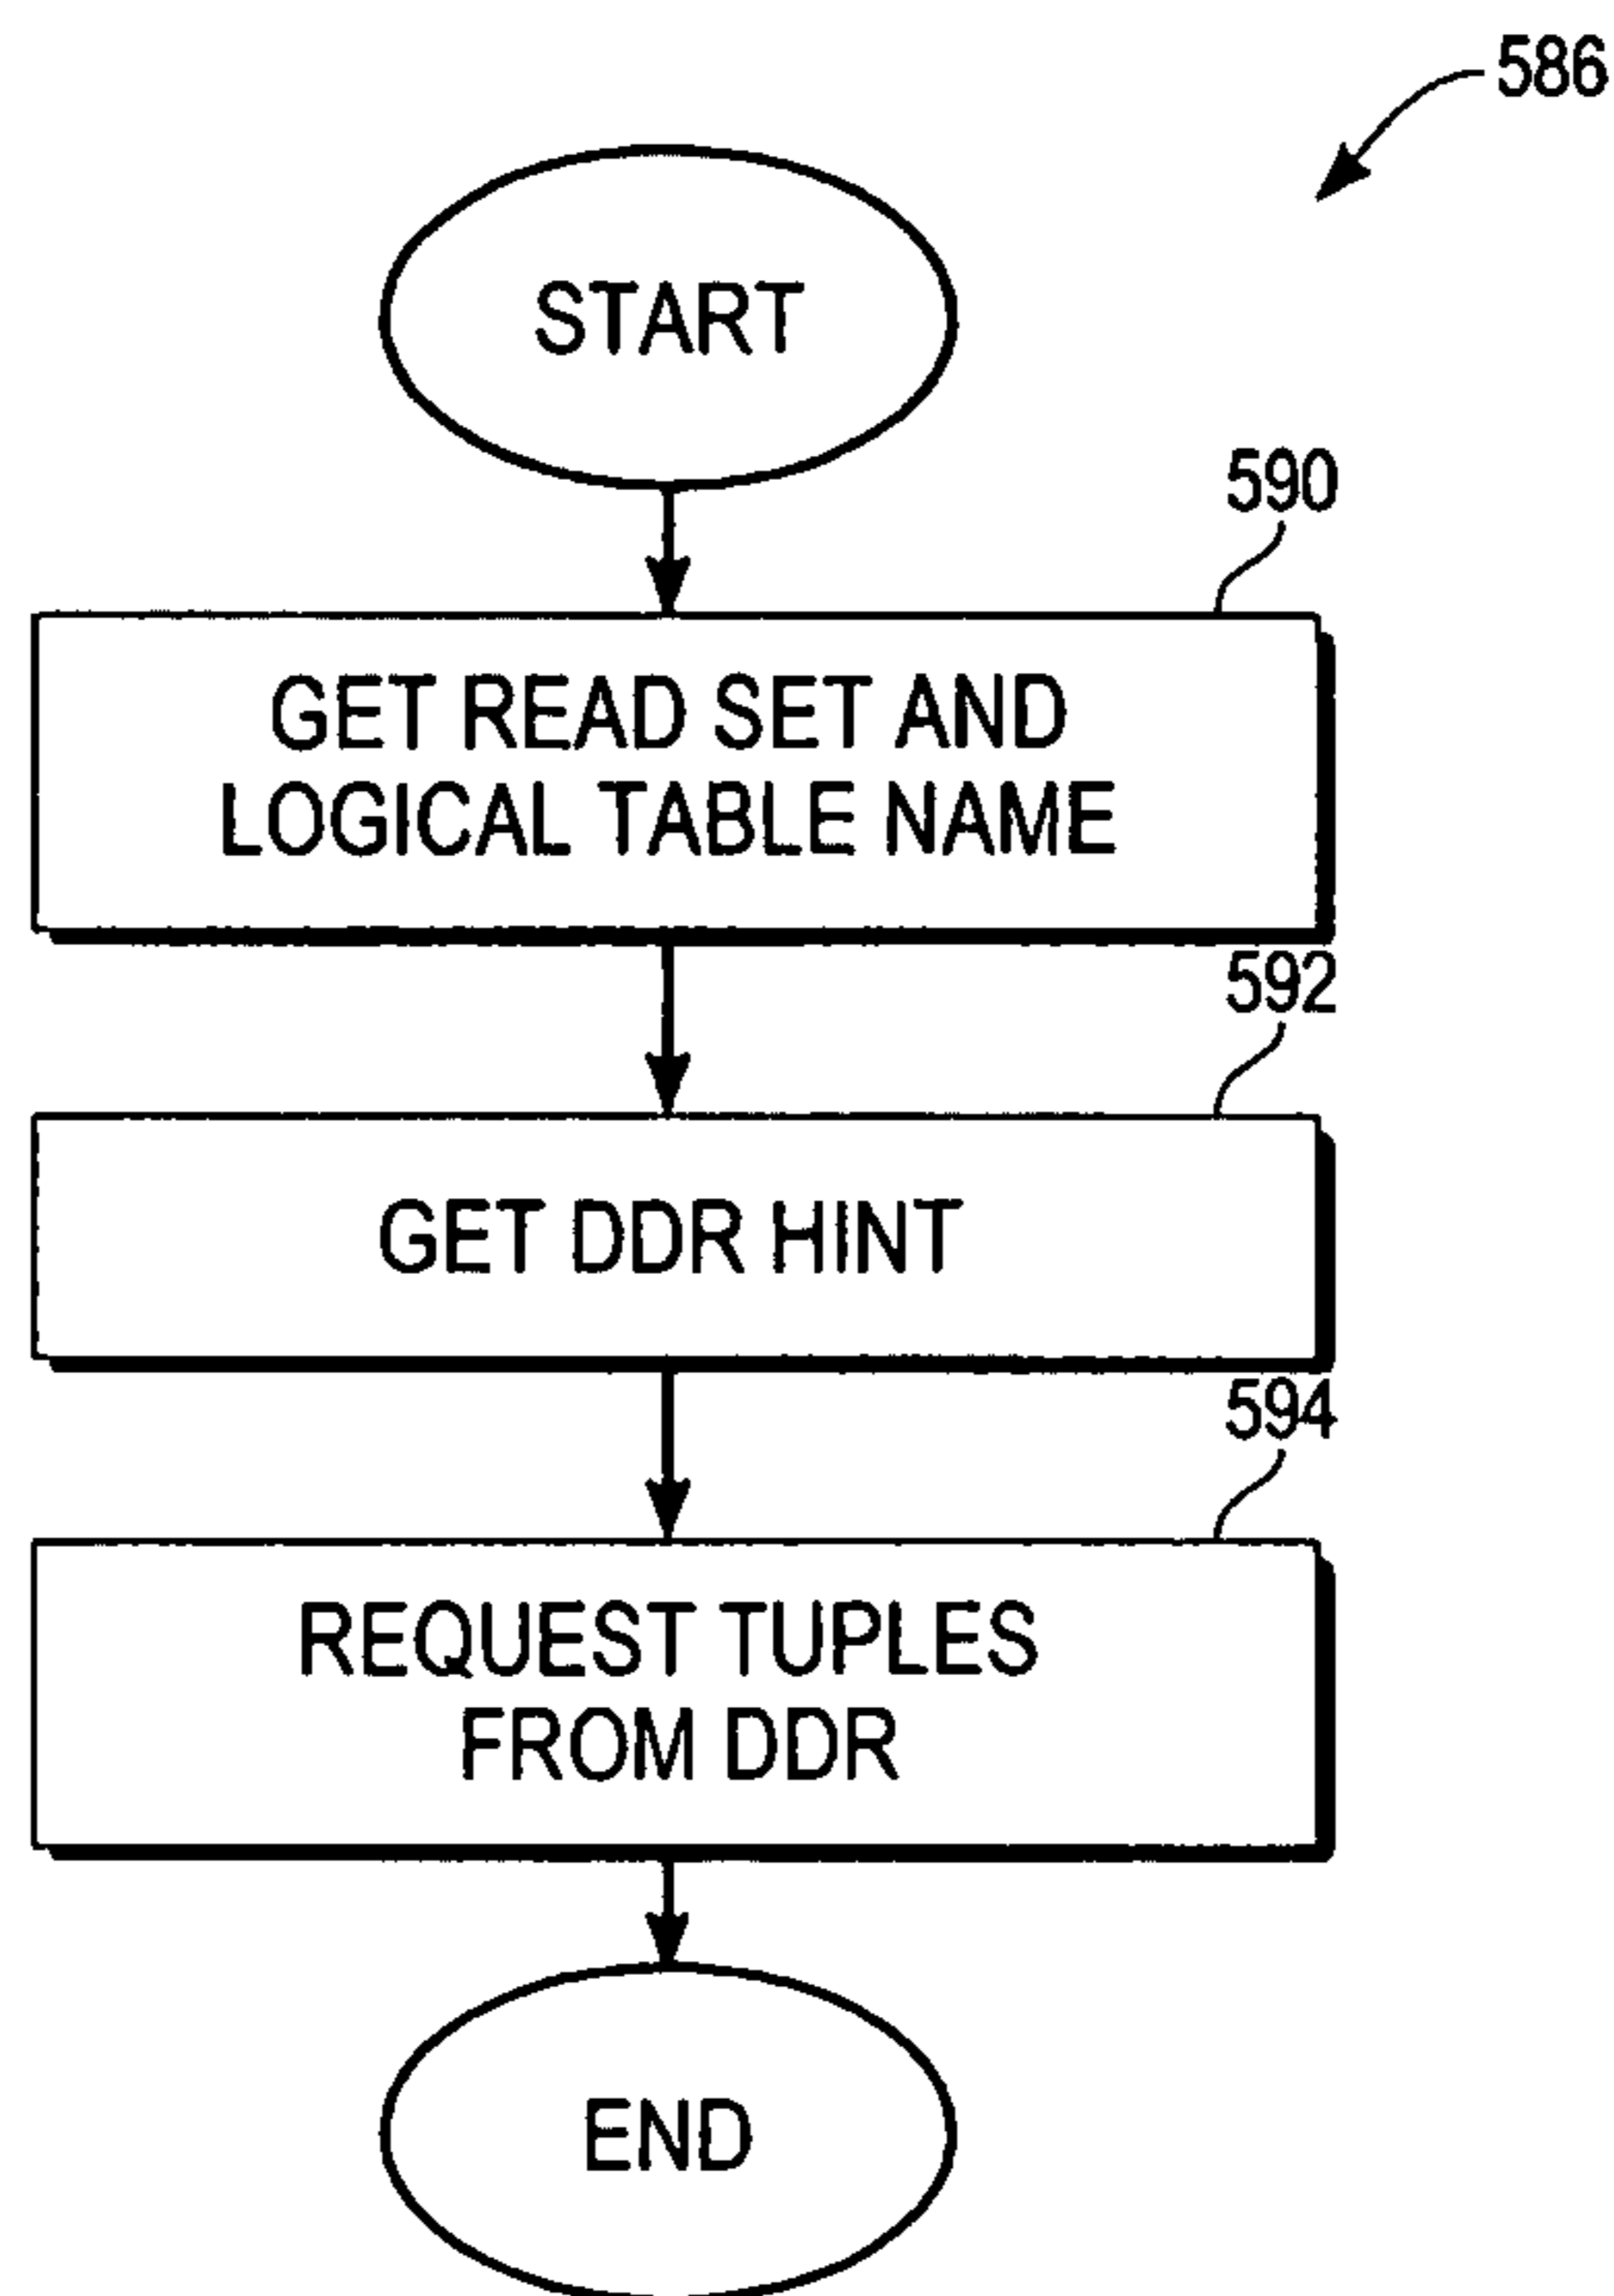 586
START
590
GET READ SET AND
LOGICAL TABLE NAME
592
GET DDR HINT
594
REQUEST TUPLES
FROM DDR
END